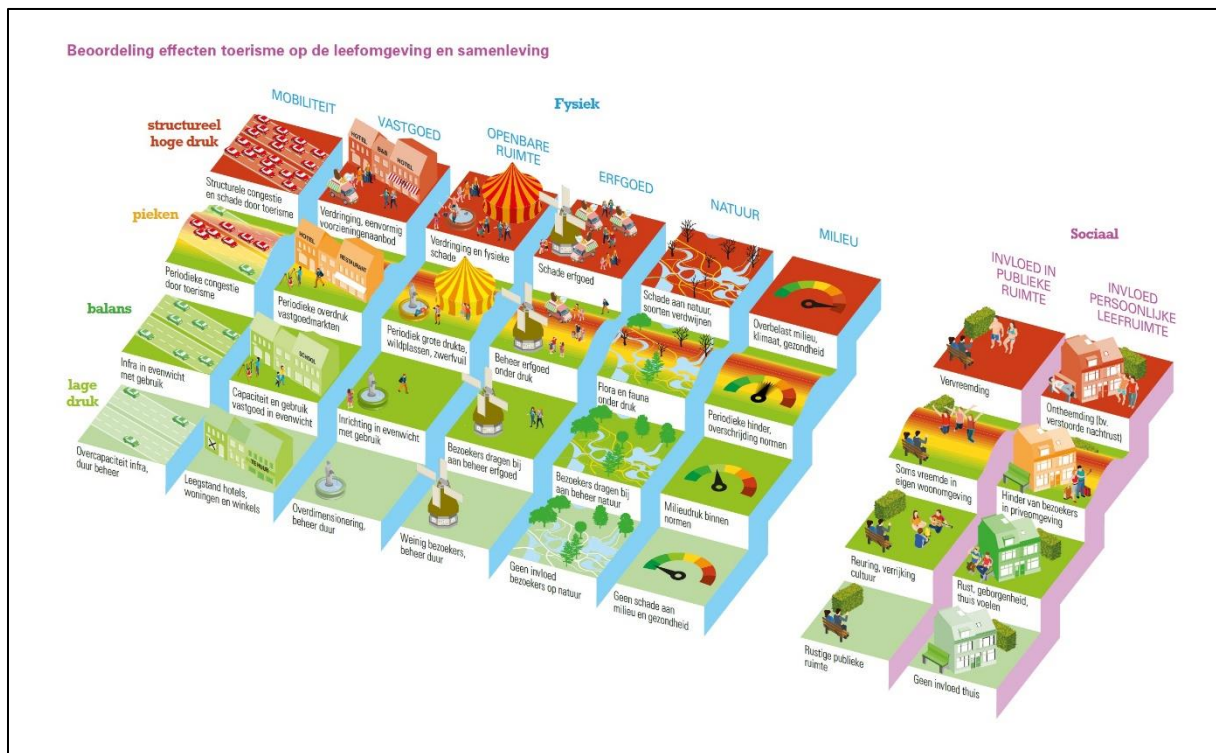 Beoordeling effecten toerisme op de leefomgeving en samenleving
Fysiek
MOBILITEIT
VASTGOED
OPENBARE
RUIMTE
ERFGOED
NATUUR
MILIEU
structureel
hoge druk
HOTEL
BAR
HOTEL
Structurele congestie
en schade door toerisme
Verdringing, eenvormig
voorzieningenaanbod
Verdringing en fysieke
schade
Schade erfgoed
Schade aan natuur,
soorten verdwijnen
Overbelast milieu,
klimaat, gezondheid
pieken
HOTEL
RESTAURANT
Periodieke congestie
door toerisme
Periodieke overdruk
vastgoedmarkten
Periodiek grote drukte,
wildplassen, zwerfvuil
Beheer erfgoed
onder druk
Flora en fauna
onder druk
Periodieke hinder,
overschrijding normen
balans
SCHOOL
Infra in evenwicht
met gebruik
Capaciteit en gebruik
vastgoed in evenwicht
Inrichting in evenwicht
met gebruik
Bezoekers dragen bij
aan beheer erfgoed
Bezoekers dragen bij
aan beheer natuur
Milieudruk binnen
normen
lage
druk
TE HUUR
Overcapaciteit infra,
duur beheer
Leegstand hotels,
woningen en winkels
Overdimensionering,
beheer duur
Weinig bezoekers,
beheer duur
Geen invloed
bezoekers op natuur
Geen schade aan
milieu en gezondheid
Sociaal
INVLOED IN
PUBLIEKE
RUIMTE
INVLOED
PERSOONLIJKE
LEEFRUIMTE
Vervreemding
Ontheemding (bv.
verstoorde nachtrust)
Soms vreemde in
eigen woonomgeving
Hinder van bezoekers
in priveomgeving
Reuring, verrijking
cultuur
Rust, geborgenheid,
thuis voelen
Rustige publieke
ruimte
Geen invloed thuis